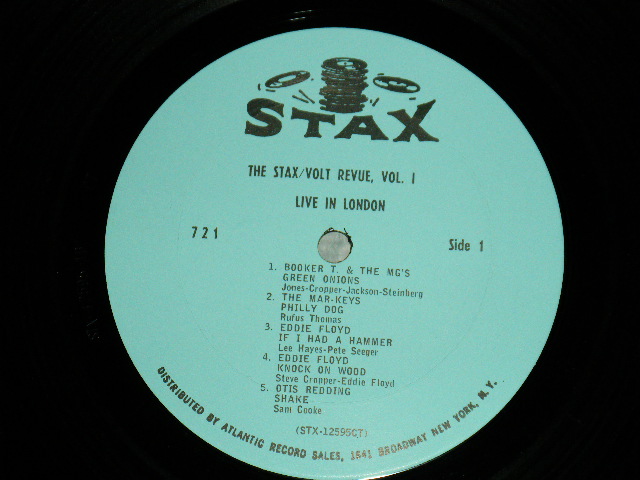 STAX
THE STAX/VOLT REVUE, VOL. I
LIVE IN LONDON
721
Side 1
1. BOOKER T. & THE MG'S
GREEN ONIONS
Jones-Cropper-Jackson-Steinberg
2. THE MAR-KEYS
PHILLY DOG
Rufus Thomas
3. EDDIE FLOYD
IF I HAD A HAMMER
Lee Hayes-Pete Seeger
4. EDDIE FLOYD
KNOCK ON WOOD
Steve Cropper-Eddie Floyd
5. OTIS REDDING
SHAKE
Sam Cooke
(STX-12595CT)
DISTRIBUTED BY ATLANTIC RECORD SALES, 1841 BROADWAY NEW YORK, N.Y.